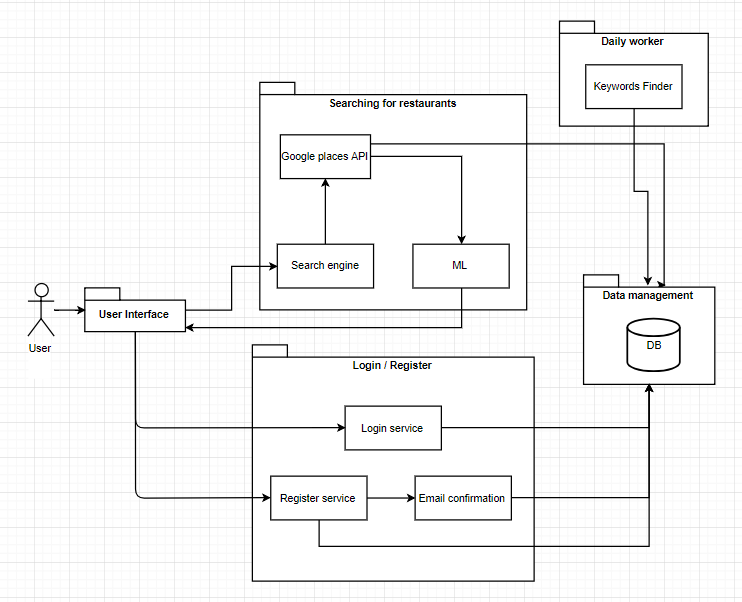 Daily worker
Keywords Finder
Searching for restaurants
Google places API
Search engine
ML
User Interface
User
Data management
DB
Login / Register
Login service
Register service
Email confirmation